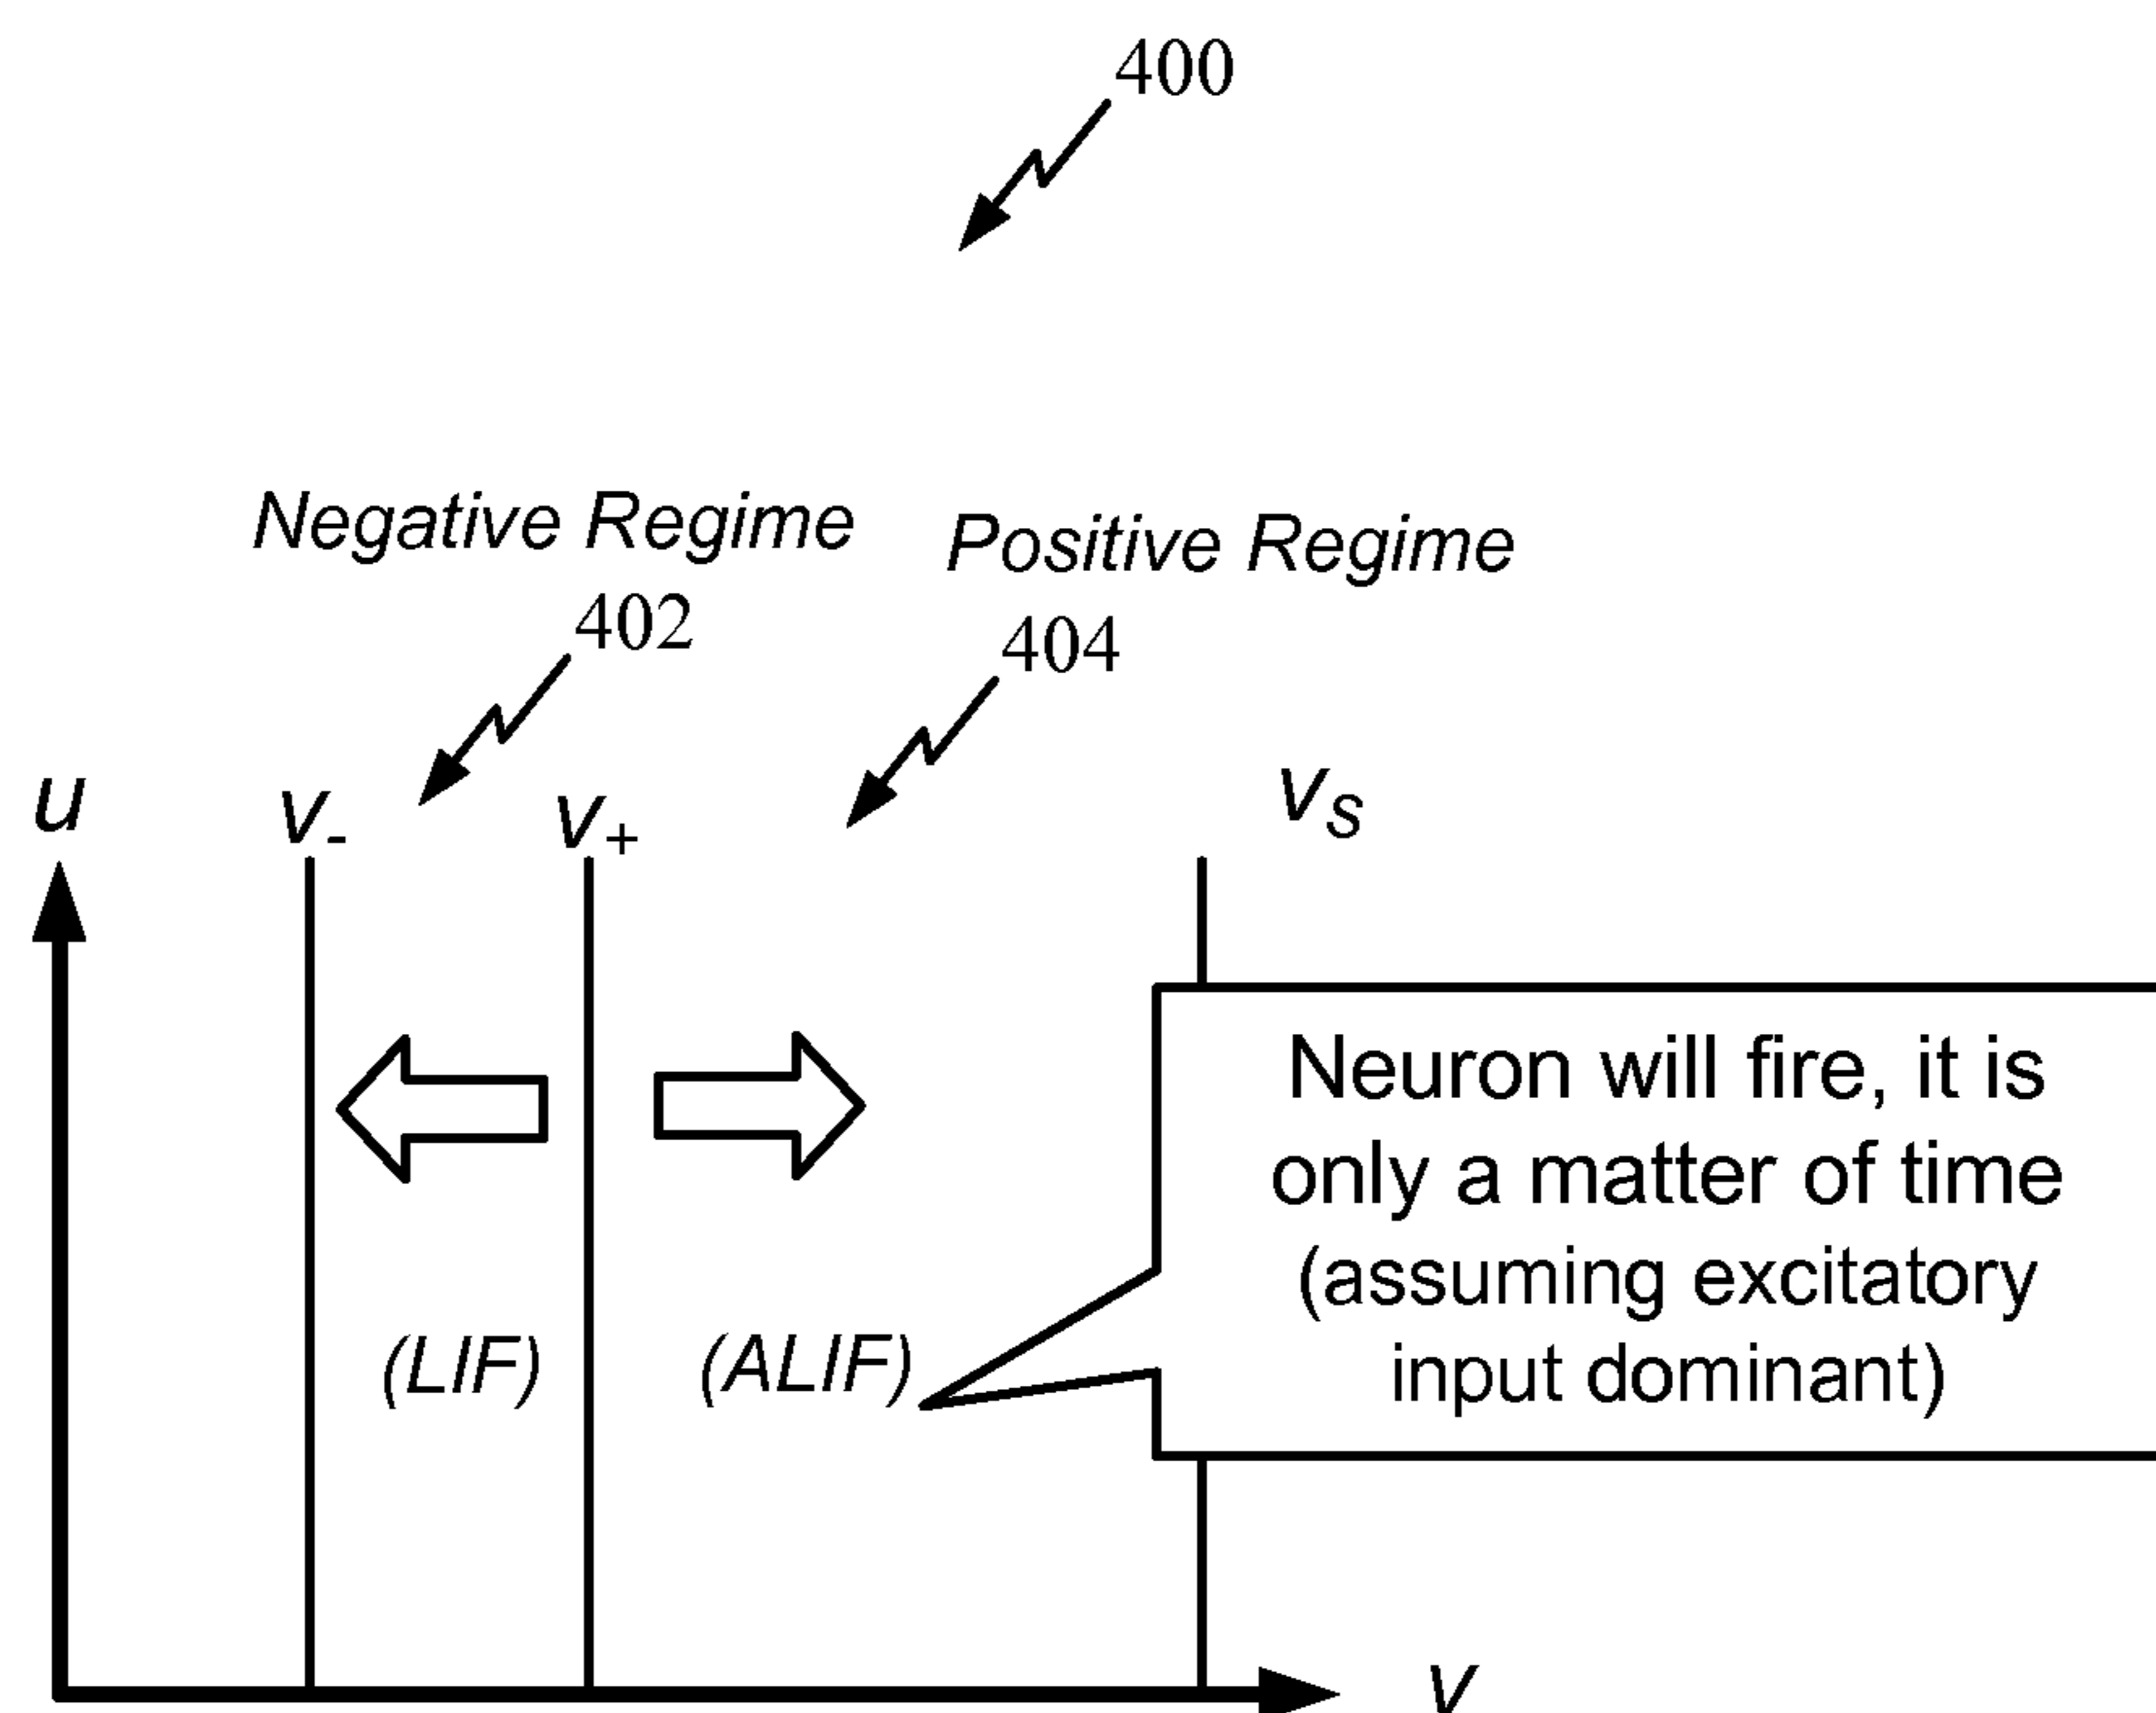 400
Negative Regime
Positive Regime
402
404
u
v-
v+
vS
Neuron will fire, it is
only a matter of time
(assuming excitatory
input dominant)
(LIF)
(ALIF)
v